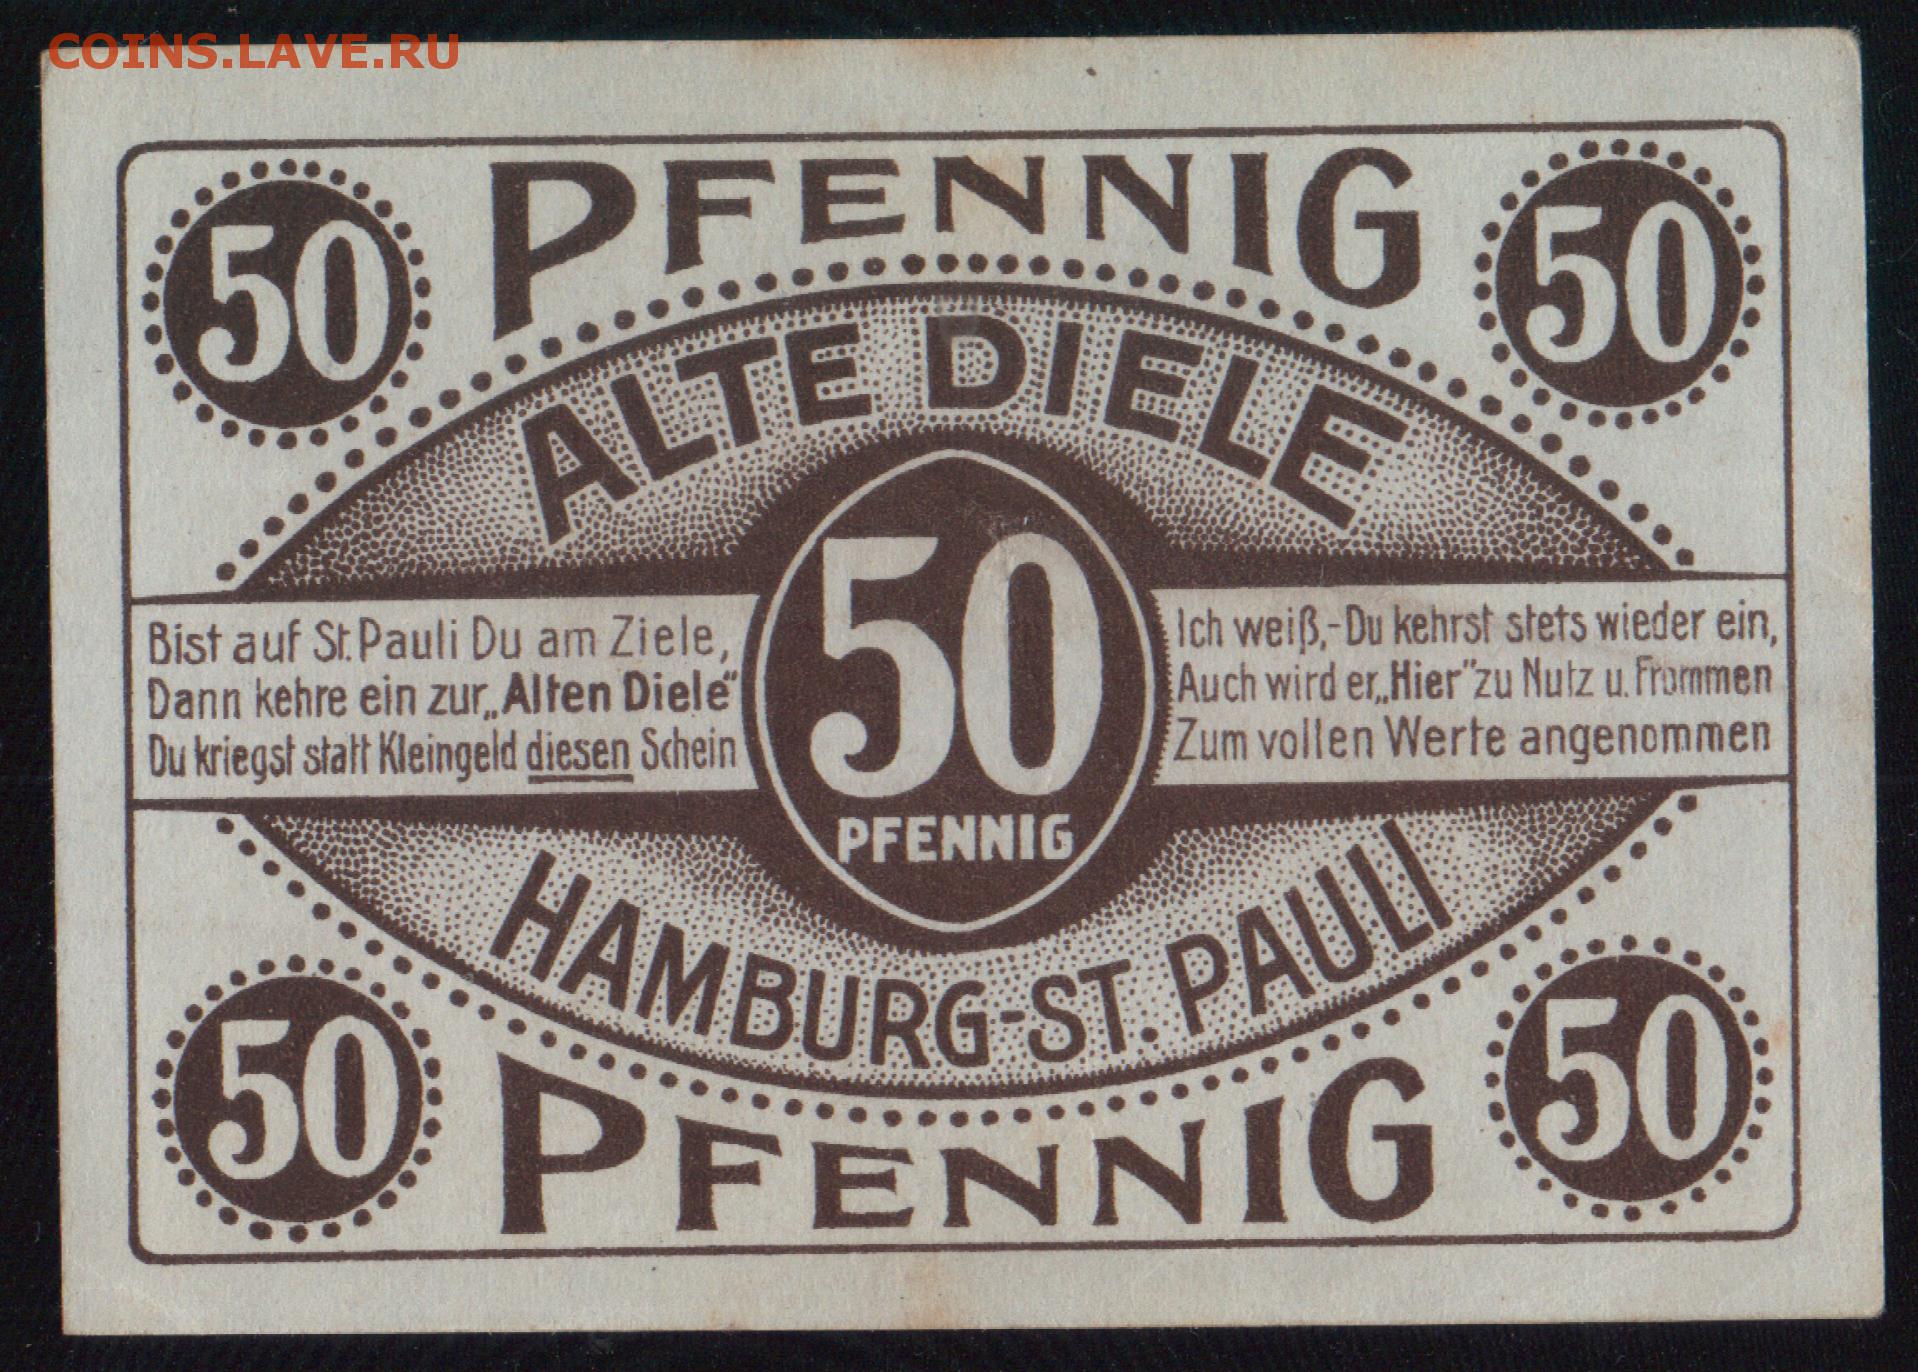 COINS.LAVE.RU
PFENNIG
50
50
ALTE DIELE
Bist auf St. Pauli Du am Ziele,
Dann kehre ein zur „Alten Diele“
Du kriegst statt Kleingeld diesen Schein
50
PFENNIG
Ich weiß,- Du kehrst stets wieder ein,
Auch wird er „Hier“ zu Nutz u. Frommen
Zum vollen Werte angenommen
HAMBURG-ST. PAULI
50
50
PFENNIG